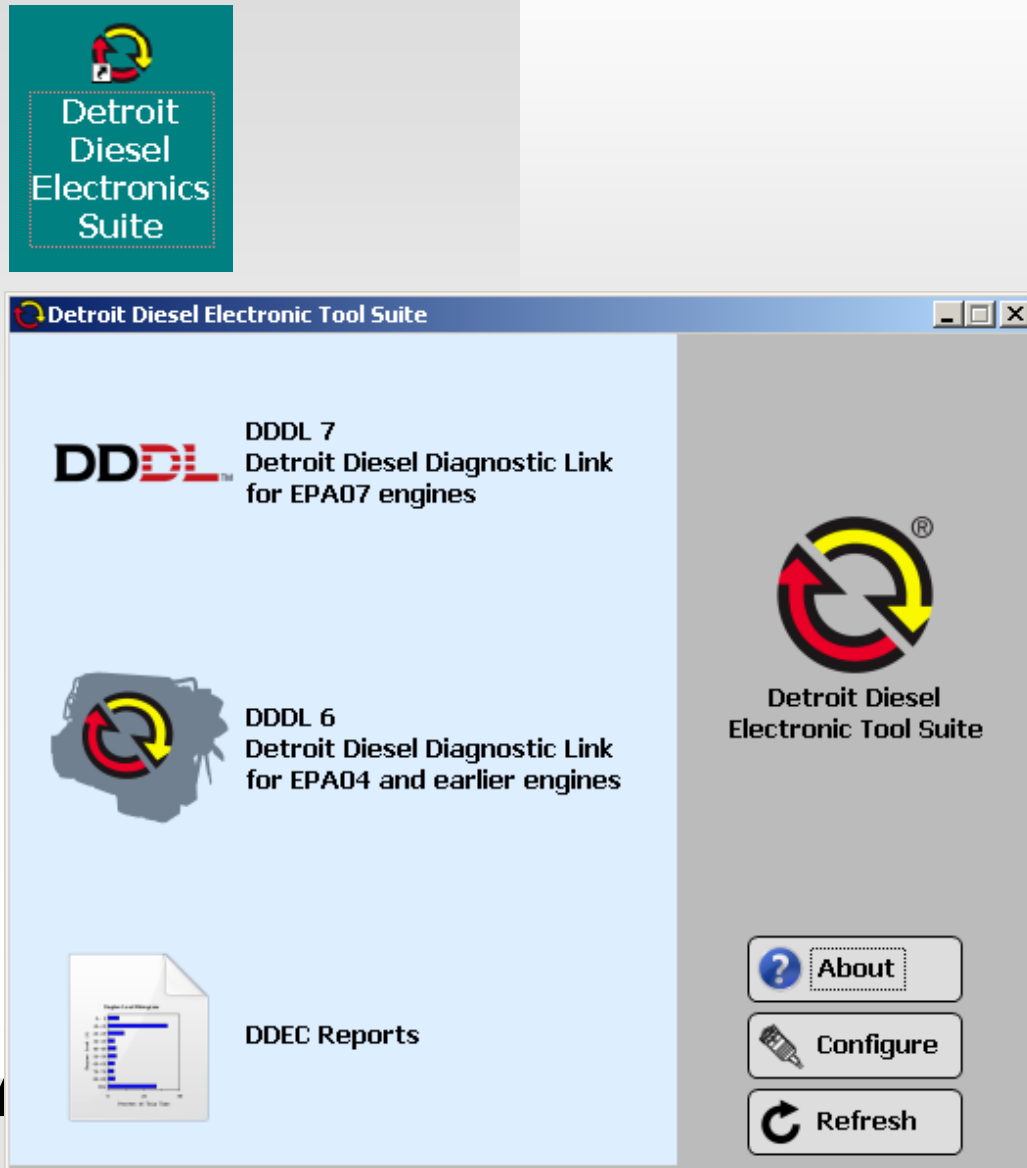 Detroit
Diesel
Electronics
Suite
Detroit Diesel Electronic Tool Suite
DDDL™
DDDL 7
Detroit Diesel Diagnostic Link
for EPA07 engines
®
Detroit Diesel
Electronic Tool Suite
DDDL 6
Detroit Diesel Diagnostic Link
for EPA04 and earlier engines
DDEC Reports
About
Configure
Refresh